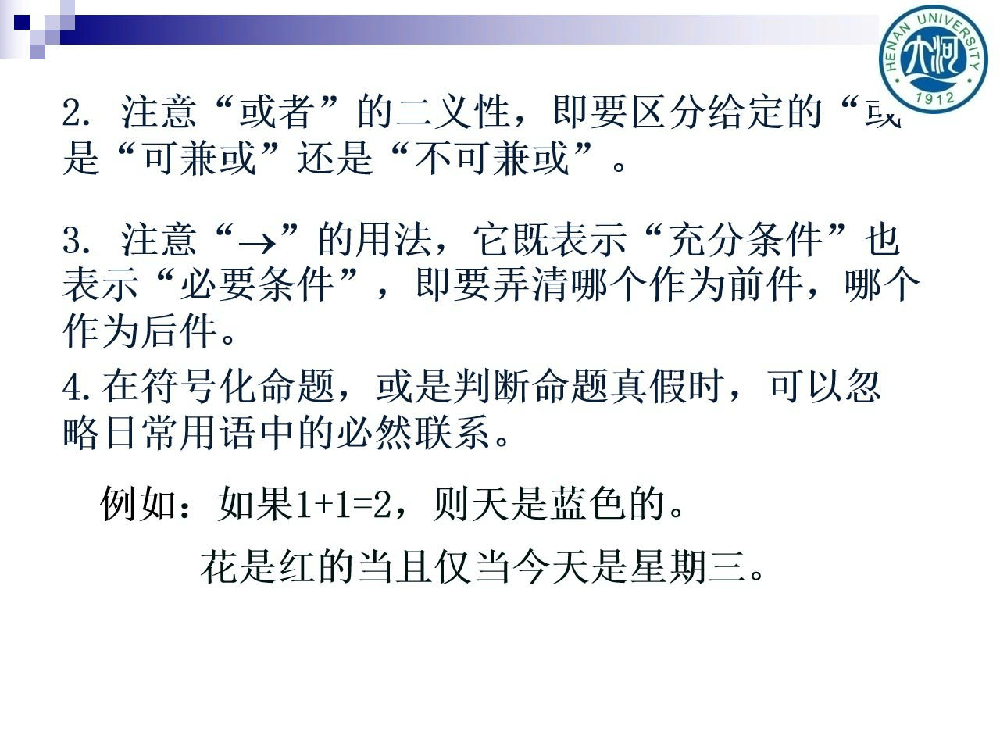 HENAN UNIVERSITY
大河
1912
2. 注意“或者”的二义性，即要区分给定的“或
是“可兼或”还是“不可兼或”。
3. 注意“→”的用法，它既表示“充分条件”也
表示“必要条件”，即要弄清哪个作为前件，哪个
作为后件。
4.在符号化命题，或是判断命题真假时，可以忽
略日常用语中的必然联系。
例如：如果1+1=2，则天是蓝色的。
花是红的当且仅当今天是星期三。